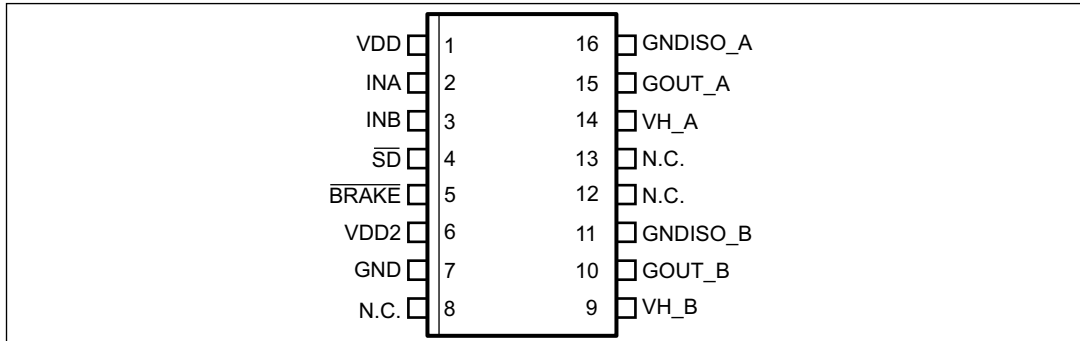 VDD 1 16 GNDISO_A
INA 2 15 GOUT_A
INB 3 14 VH_A
SD 4 13 N.C.
BRAKE 5 12 N.C.
VDD2 6 11 GNDISO_B
GND 7 10 GOUT_B
N.C. 8 9 VH_B